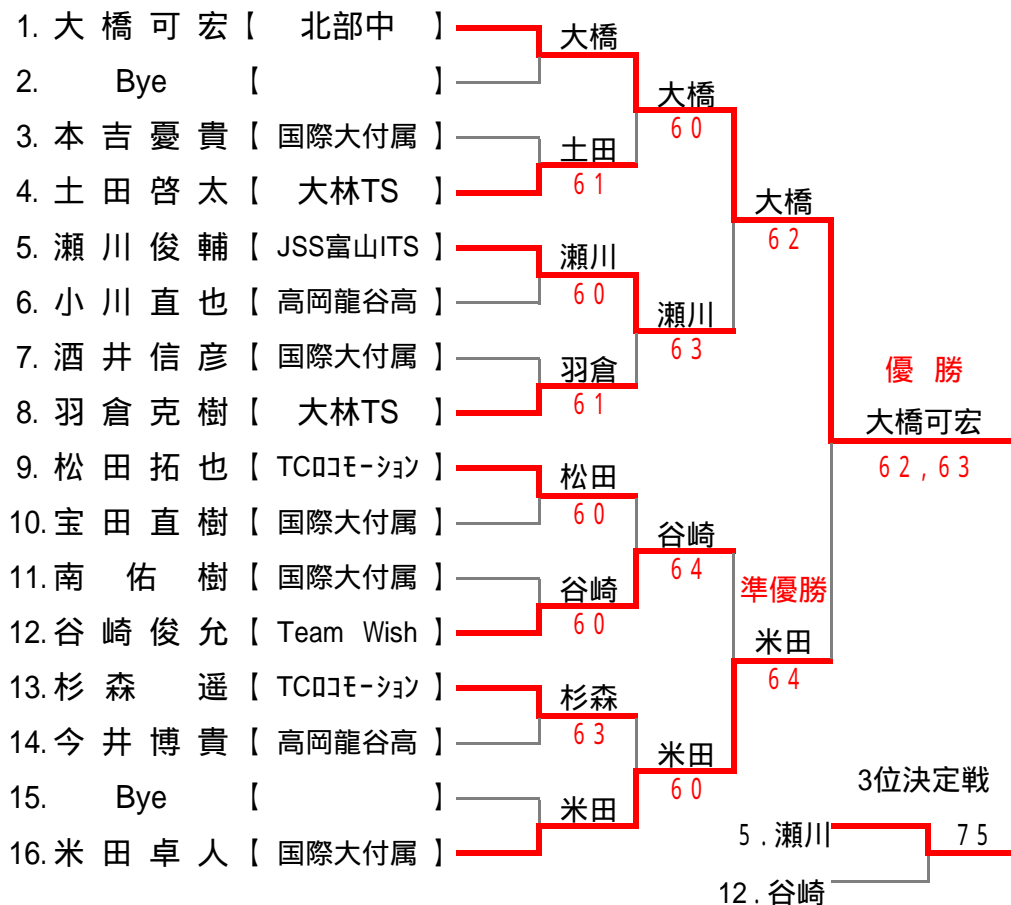 1. 大 橋 可 宏 【 北部中 】
大橋
2. Bye 【 】
大橋
60
3. 本 吉 憂 貴 【 国際大付属 】
土田
61
4. 土 田 啓 太 【 大林TS 】
大橋
62
5. 瀬 川 俊 輔 【 JSS富山ITS 】
瀬川
60
6. 小 川 直 也 【 高岡龍谷高 】
瀬川
63
7. 酒 井 信 彦 【 国際大付属 】
羽倉
61
8. 羽 倉 克 樹 【 大林TS 】
優 勝
大橋可宏
62,63
9. 松 田 拓 也 【 TCﾛｺﾓｰｼｮﾝ 】
松田
60
10. 宝 田 直 樹 【 国際大付属 】
谷崎
64
11. 南 佑 樹 【 国際大付属 】
谷崎
60
12. 谷 崎 俊 允 【 Team Wish 】
準優勝
米田
64
13. 杉 森 遥 【 TCﾛｺﾓｰｼｮﾝ 】
杉森
63
14. 今 井 博 貴 【 高岡龍谷高 】
米田
60
15. Bye 【 】
米田
16. 米 田 卓 人 【 国際大付属 】
3位決定戦
5.瀬川
75
12.谷崎